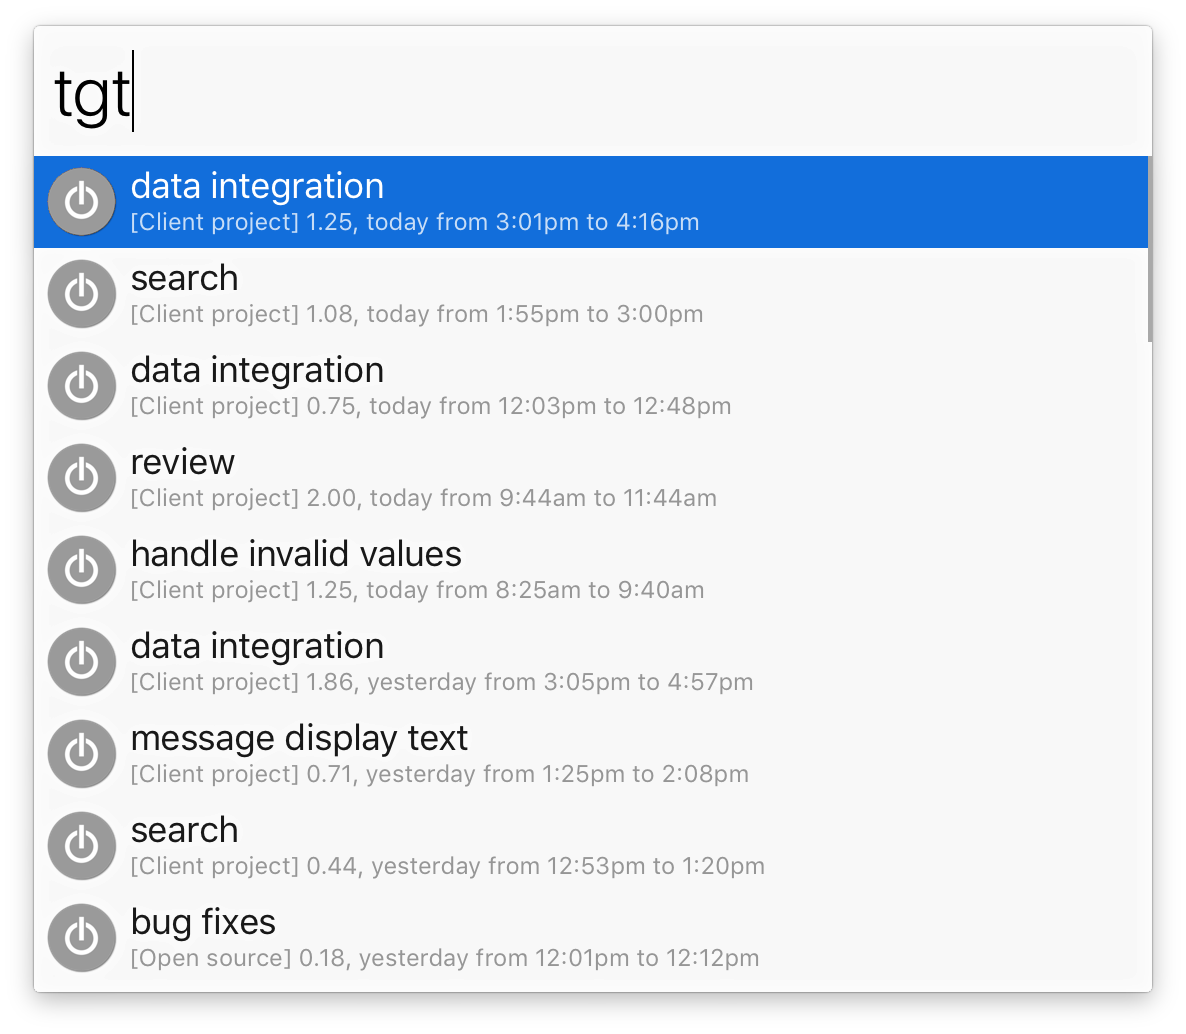 tgt
data integration
[Client project] 1.25, today from 3:01pm to 4:16pm
search
[Client project] 1.08, today from 1:55pm to 3:00pm
data integration
[Client project] 0.75, today from 12:03pm to 12:48pm
review
[Client project] 2.00, today from 9:44am to 11:44am
handle invalid values
[Client project] 1.25, today from 8:25am to 9:40am
data integration
[Client project] 1.86, yesterday from 3:05pm to 4:57pm
message display text
[Client project] 0.71, yesterday from 1:25pm to 2:08pm
search
[Client project] 0.44, yesterday from 12:53pm to 1:20pm
bug fixes
[Open source] 0.18, yesterday from 12:01pm to 12:12pm